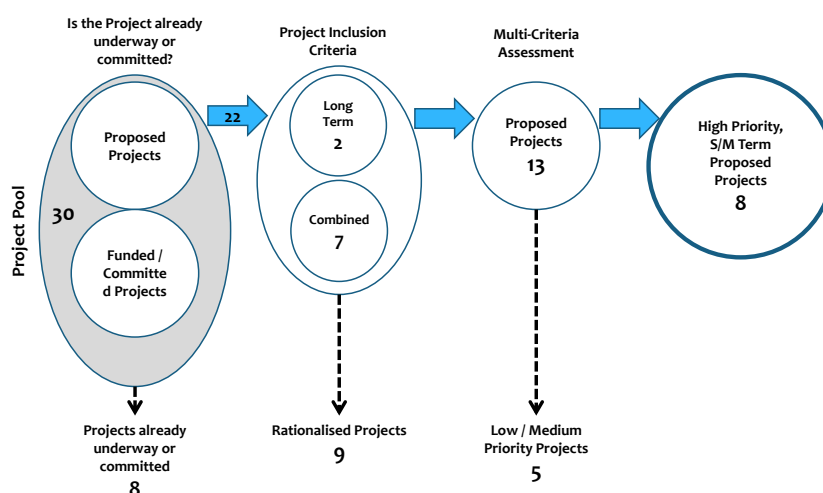 Is the Project already
underway or
committed?
Project Inclusion
Criteria
Multi-Criteria
Assessment
Project Pool
30
Proposed
Projects
Funded /
Committe
d Projects
22
Long
Term
2
Combined
7
Proposed
Projects
13
High Priority,
S/M Term
Proposed
Projects
8
Projects already
underway or
committed
8
Rationalised Projects
9
Low / Medium
Priority Projects
5